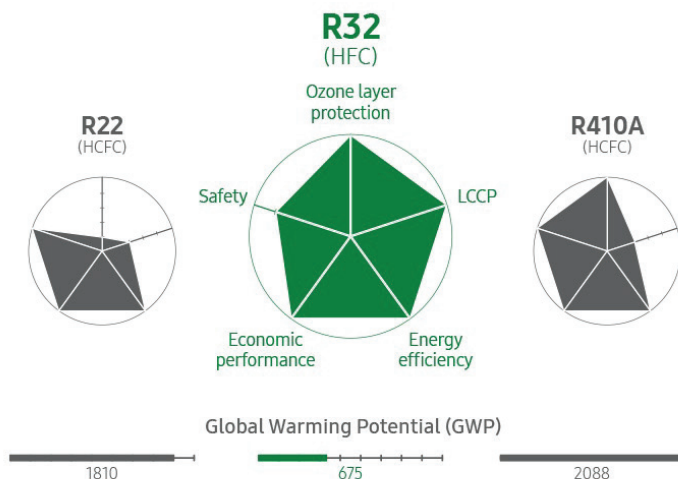 R32
(HFC)
Ozone layer
protection
R22
(HCFC)
R410A
(HCFC)
Safety
LCCP
Economic
performance
Energy
efficiency
Global Warming Potential (GWP)
1810
675
2088